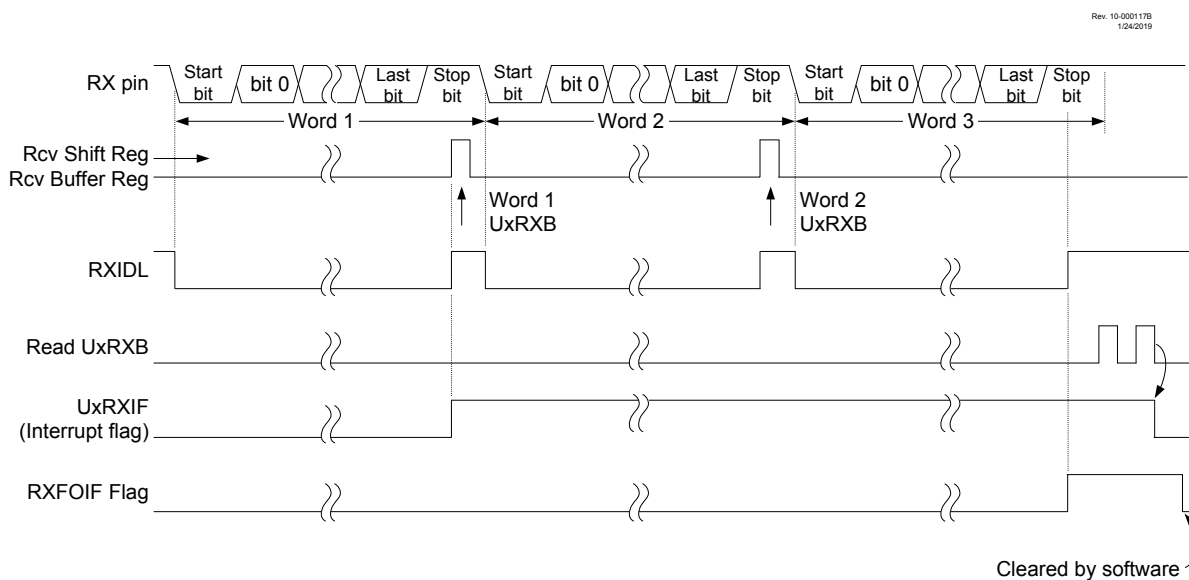 Rev. 10-000117B
1/24/2019
RX pin
Start bit
bit 0
Last bit
Stop bit
Start bit
bit 0
Last bit
Stop bit
Start bit
bit 0
Last bit
Stop bit
Word 1
Word 2
Word 3
Rcv Shift Reg
Rcv Buffer Reg
Word 1
UxRXB
Word 2
UxRXB
RXIDL
Read UxRXB
UxRXIF
(Interrupt flag)
RXFOIF Flag
Cleared by software